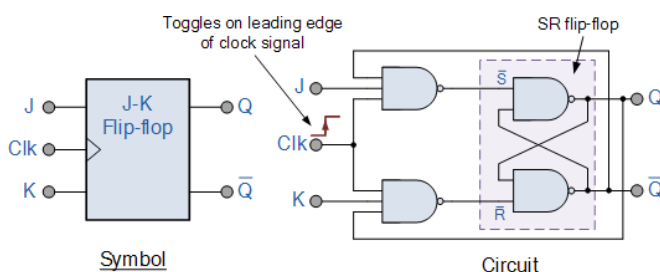 Toggles on leading edge
of clock signal
SR flip-flop
J
Clk
K
J-K
Flip-flop
Q
Q̅
Symbol
J
Clk
K
S̅
R̅
Q
Q̅
Circuit